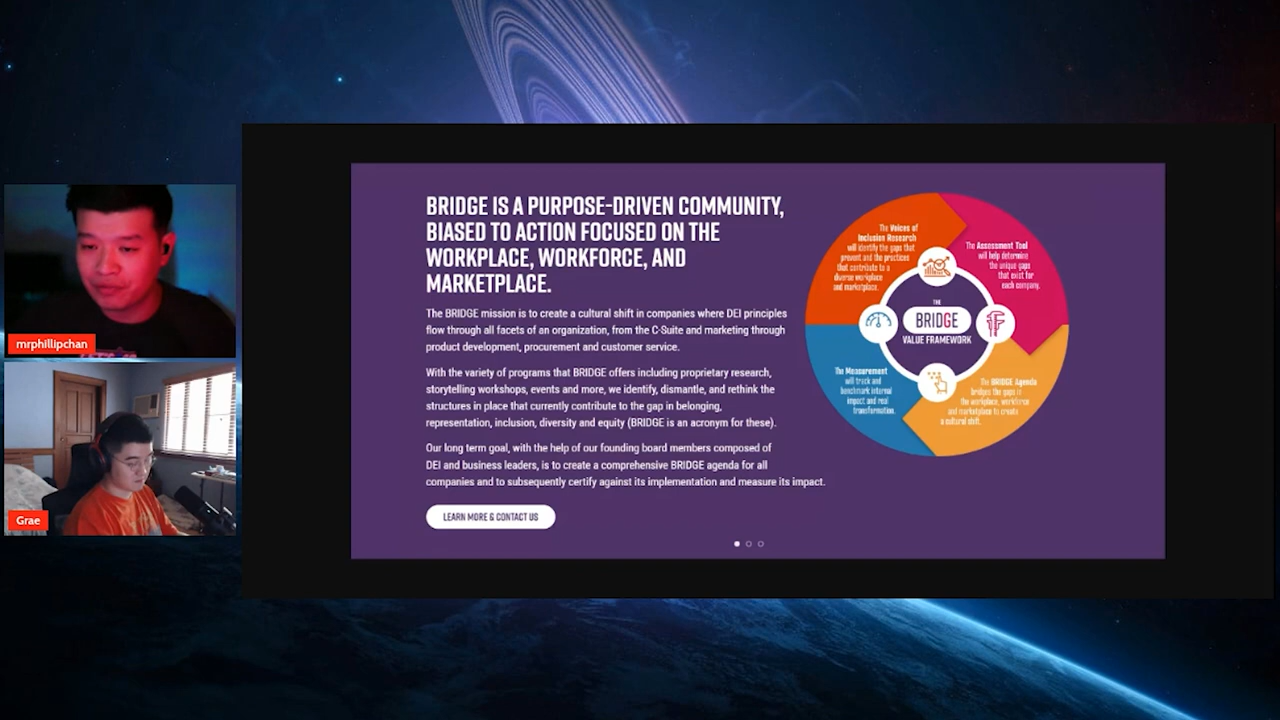 mrphillipchan
Grae
BRIDGE IS A PURPOSE-DRIVEN COMMUNITY,
BIASED TO ACTION FOCUSED ON THE
WORKPLACE, WORKFORCE, AND
MARKETPLACE.
The BRIDGE mission is to create a cultural shift in companies where DEI principles
flow through all facets of an organization, from the C-Suite and marketing through
product development, procurement and customer service.
With the variety of programs that BRIDGE offers including proprietary research,
storytelling workshops, events and more, we identify, dismantle, and rethink the
structures in place that currently contribute to the gap in belonging,
representation, inclusion, diversity and equity (BRIDGE is an acronym for these).
Our long term goal, with the help of our founding board members composed of
DEI and business leaders, is to create a comprehensive BRIDGE agenda for all
companies and to subsequently certify against its implementation and measure its impact.
LEARN MORE & CONTACT US
The Voices of
Inclusion Research
will identify the gaps that
prevent and the practices
that contribute to a
diverse workplace
and marketplace.
The Assessment Tool
will help determine
the unique gaps
that exist for
each company.
THE
BRIDGE
VALUE FRAMEWORK
The Measurement
will track and
benchmark internal
impact and real
transformation.
The BRIDGE Agenda
bridges the gaps in
the workplace, workforce
and marketplace to create
a cultural shift.